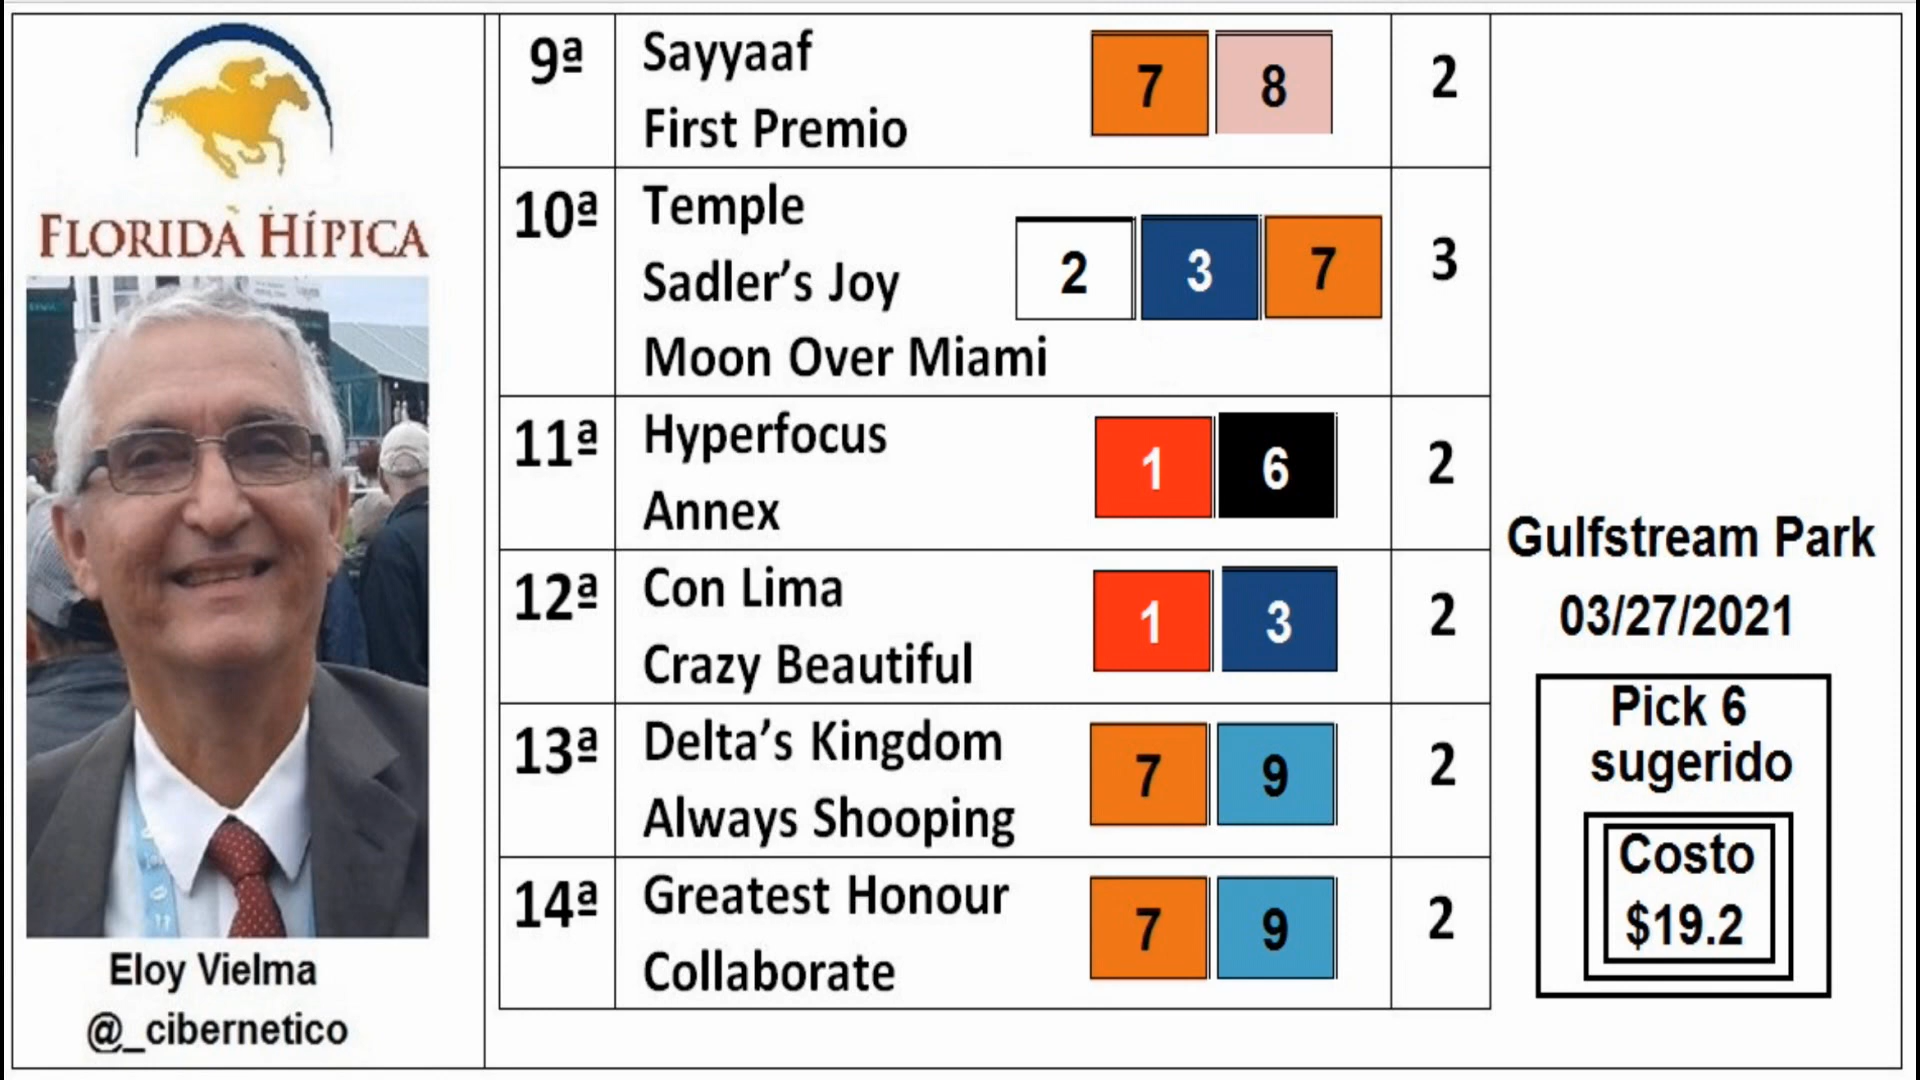 FLORIDA HÍPICA
Eloy Vielma
@_cibernetico
9ª
Sayyaaf
First Premio
7
8
2
10ª
Temple
Sadler's Joy
Moon Over Miami
2
3
7
3
11ª
Hyperfocus
Annex
1
6
2
12ª
Con Lima
Crazy Beautiful
1
3
2
13ª
Delta's Kingdom
Always Shooping
7
9
2
14ª
Greatest Honour
Collaborate
7
9
2
Gulfstream Park
03/27/2021
Pick 6
sugerido
Costo
$19.2